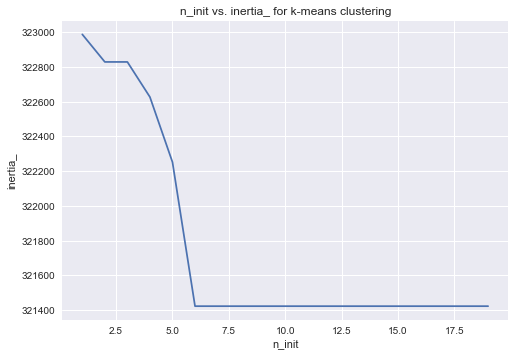 n_init vs. inertia_ for k-means clustering
323000
322800
322600
322400
322200
322000
321800
321600
321400
inertia_
2.5 5.0 7.5 10.0 12.5 15.0 17.5
n_init